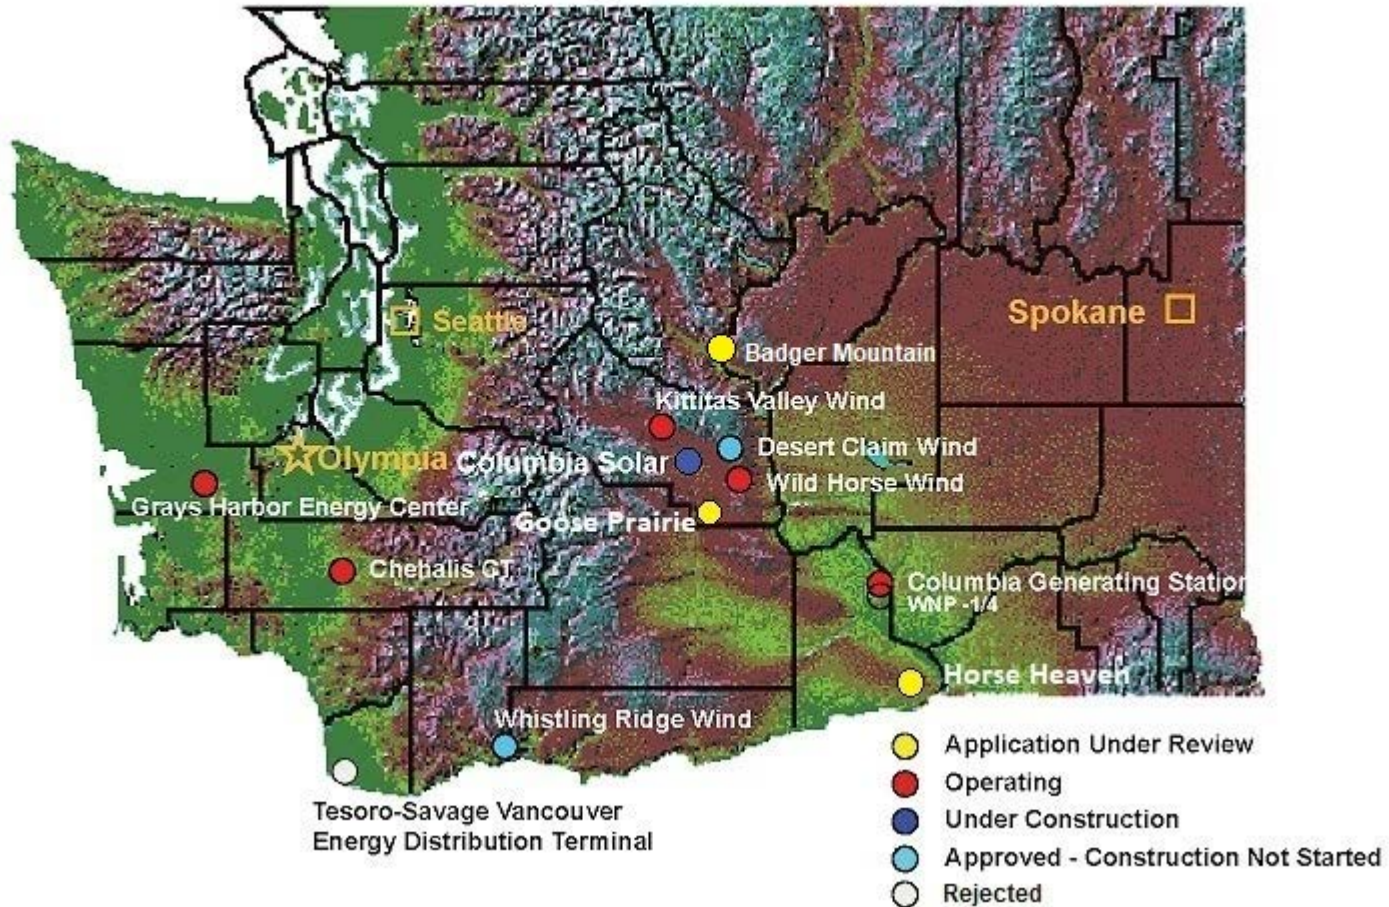 Seattle
Spokane
Badger Mountain
Kittitas Valley Wind
Desert Claim Wind
Olympia
Columbia Solar
Wild Horse Wind
Grays Harbor Energy Center
Goose Prairie
Chehalis GT
Columbia Generating Station
WNP -1/4
Horse Heaven
Whistling Ridge Wind
Tesoro-Savage Vancouver
Energy Distribution Terminal
Application Under Review
Operating
Under Construction
Approved - Construction Not Started
Rejected